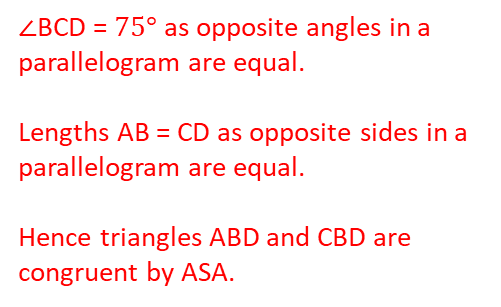 ∠BCD = 75° as opposite angles in a
parallelogram are equal.
Lengths AB = CD as opposite sides in a
parallelogram are equal.
Hence triangles ABD and CBD are
congruent by ASA.